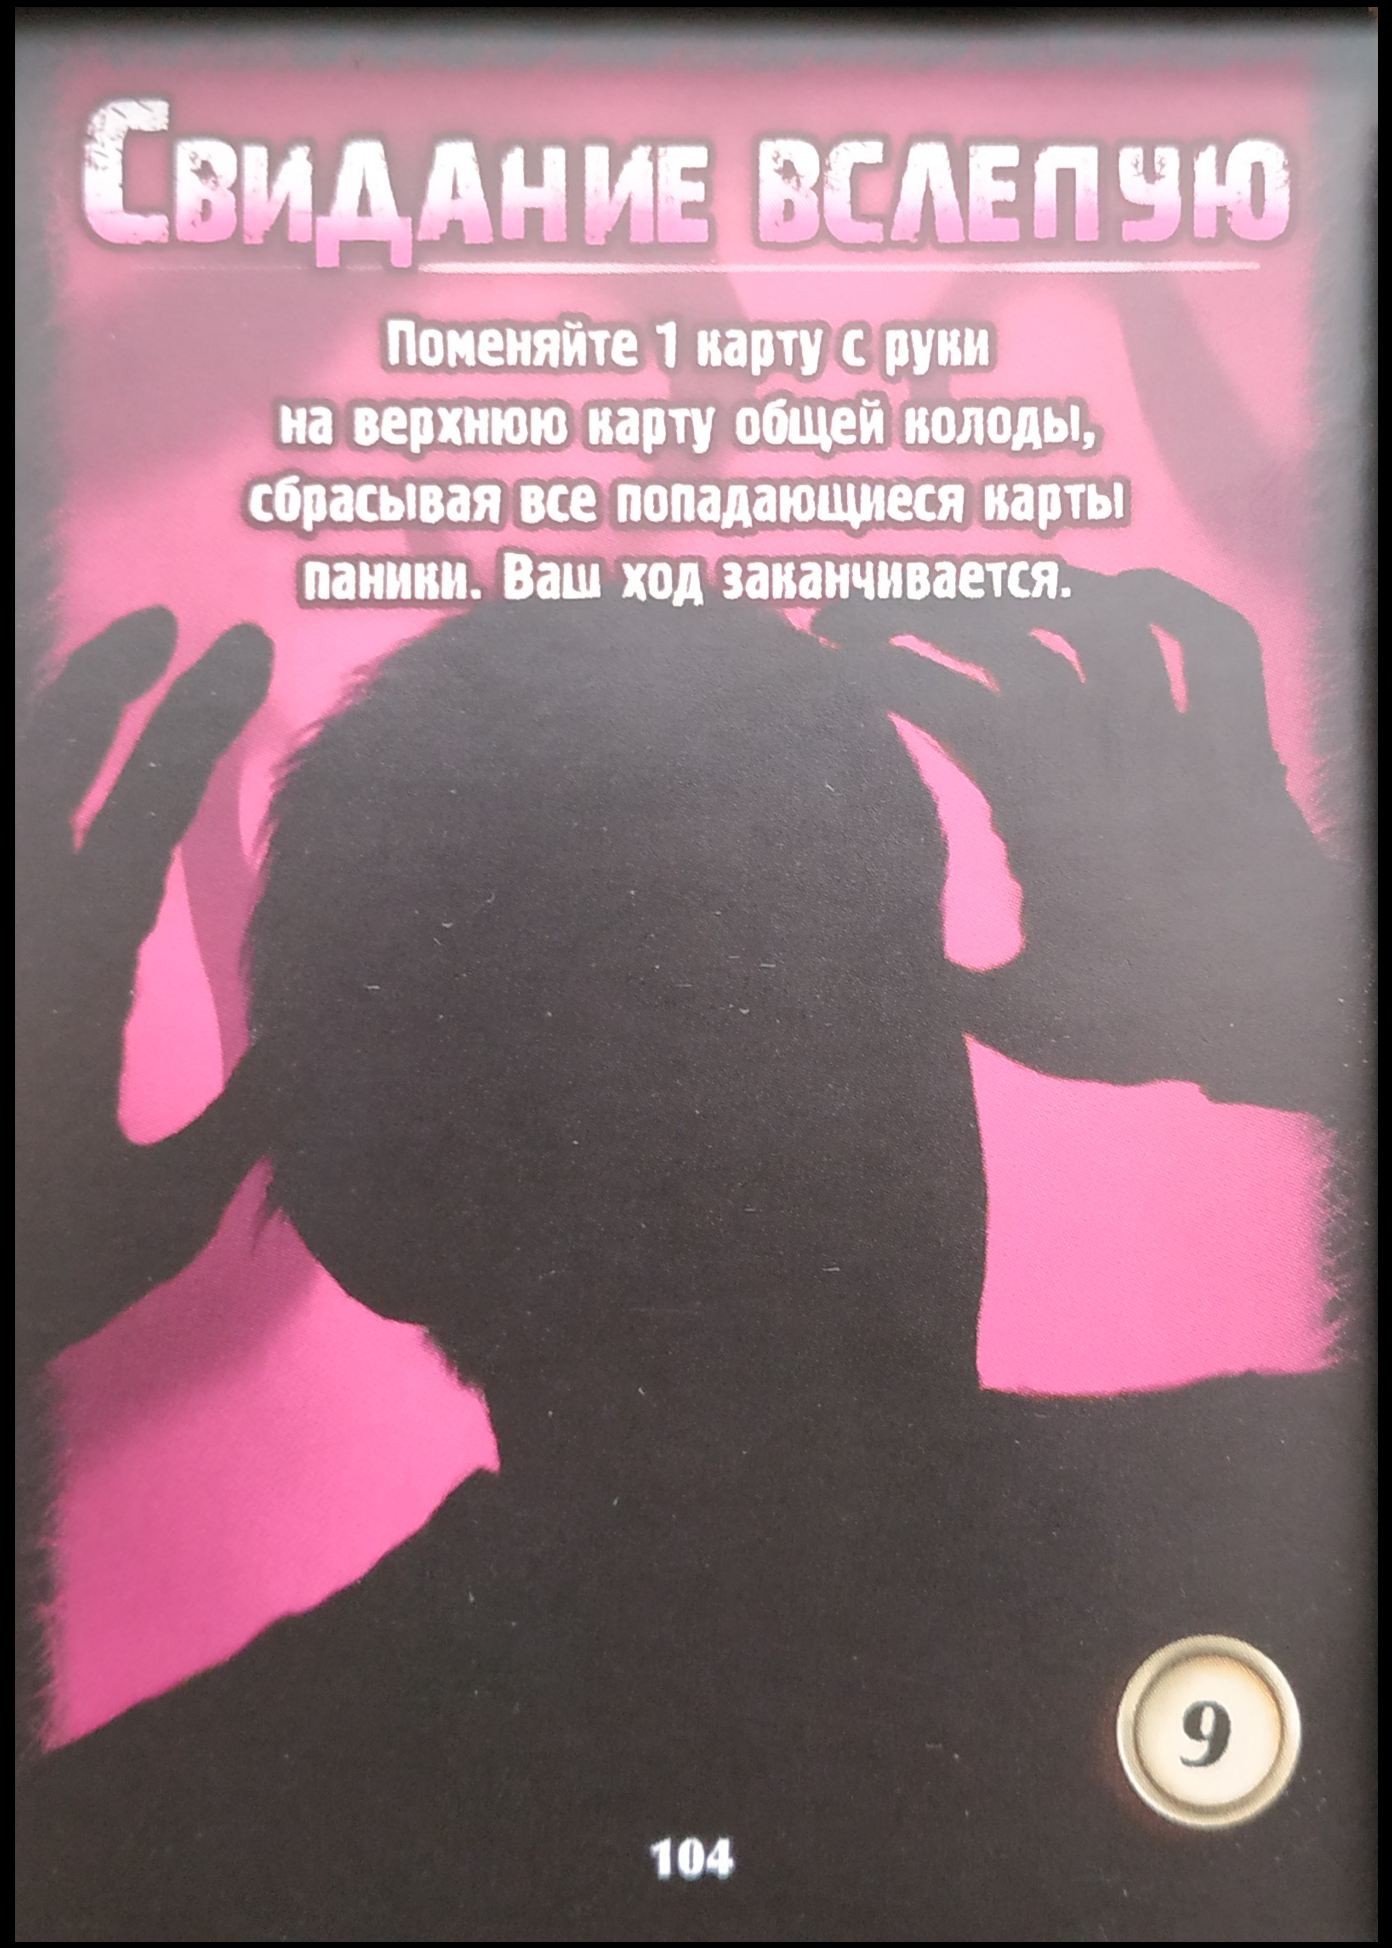 Свидание вслепую
Поменяйте 1 карту с руки
на верхнюю карту общей колоды,
сбрасывая все попадающиеся карты
паники. Ваш ход заканчивается.
9
104